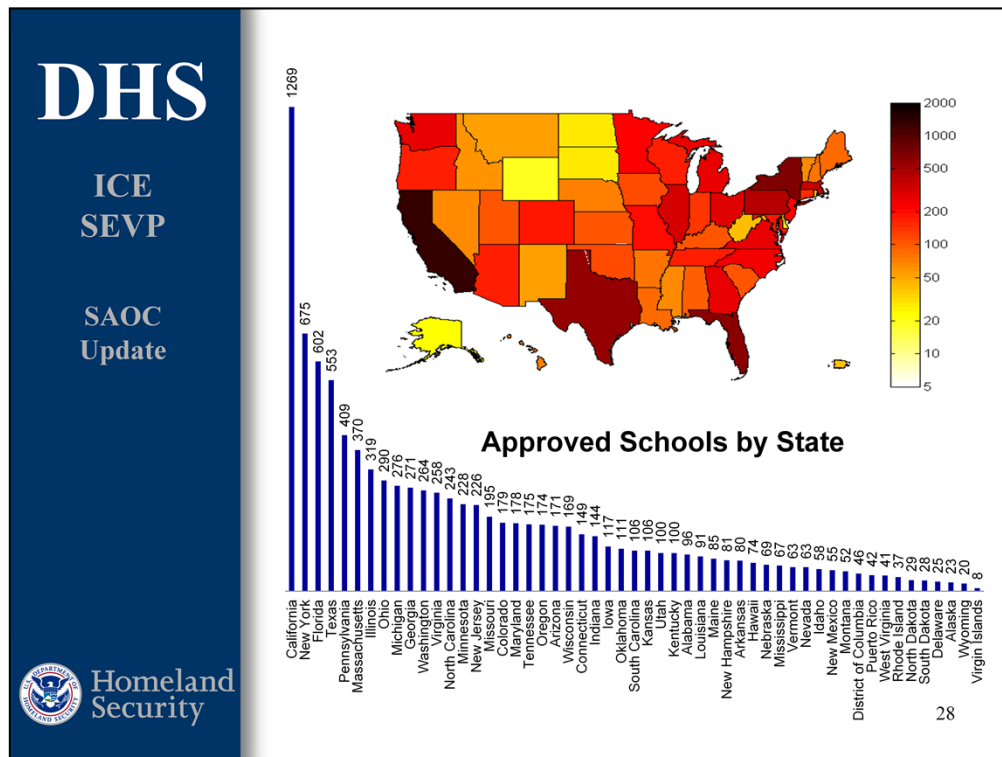 DHS
ICE
SEVP
SAOC
Update
2000
1000
500
200
100
50
20
10
5
Approved Schools by State
1269
675
602
553
409
370
319
290
276
271
264
258
243
228
226
195
179
178
175
174
171
169
149
144
117
111
106
106
100
100
96
91
85
81
80
74
69
67
63
63
58
55
52
46
42
41
37
29
28
25
23
20
8
California
New York
Florida
Texas
Pennsylvania
Massachusetts
Illinois
Ohio
Michigan
Georgia
Washington
Virginia
North Carolina
Minnesota
New Jersey
Missouri
Colorado
Maryland
Tennessee
Oregon
Arizona
Wisconsin
Connecticut
Indiana
Iowa
Oklahoma
South Carolina
Kansas
Utah
Kentucky
Alabama
Louisiana
Maine
New Hampshire
Arkansas
Hawaii
Nebraska
Mississippi
Vermont
Nevada
Idaho
New Mexico
Montana
District of Columbia
Puerto Rico
West Virginia
Rhode Island
North Dakota
South Dakota
Delaware
Alaska
Wyoming
Virgin Islands
U.S. DEPARTMENT OF
HOMELAND SECURITY
Homeland
Security
28